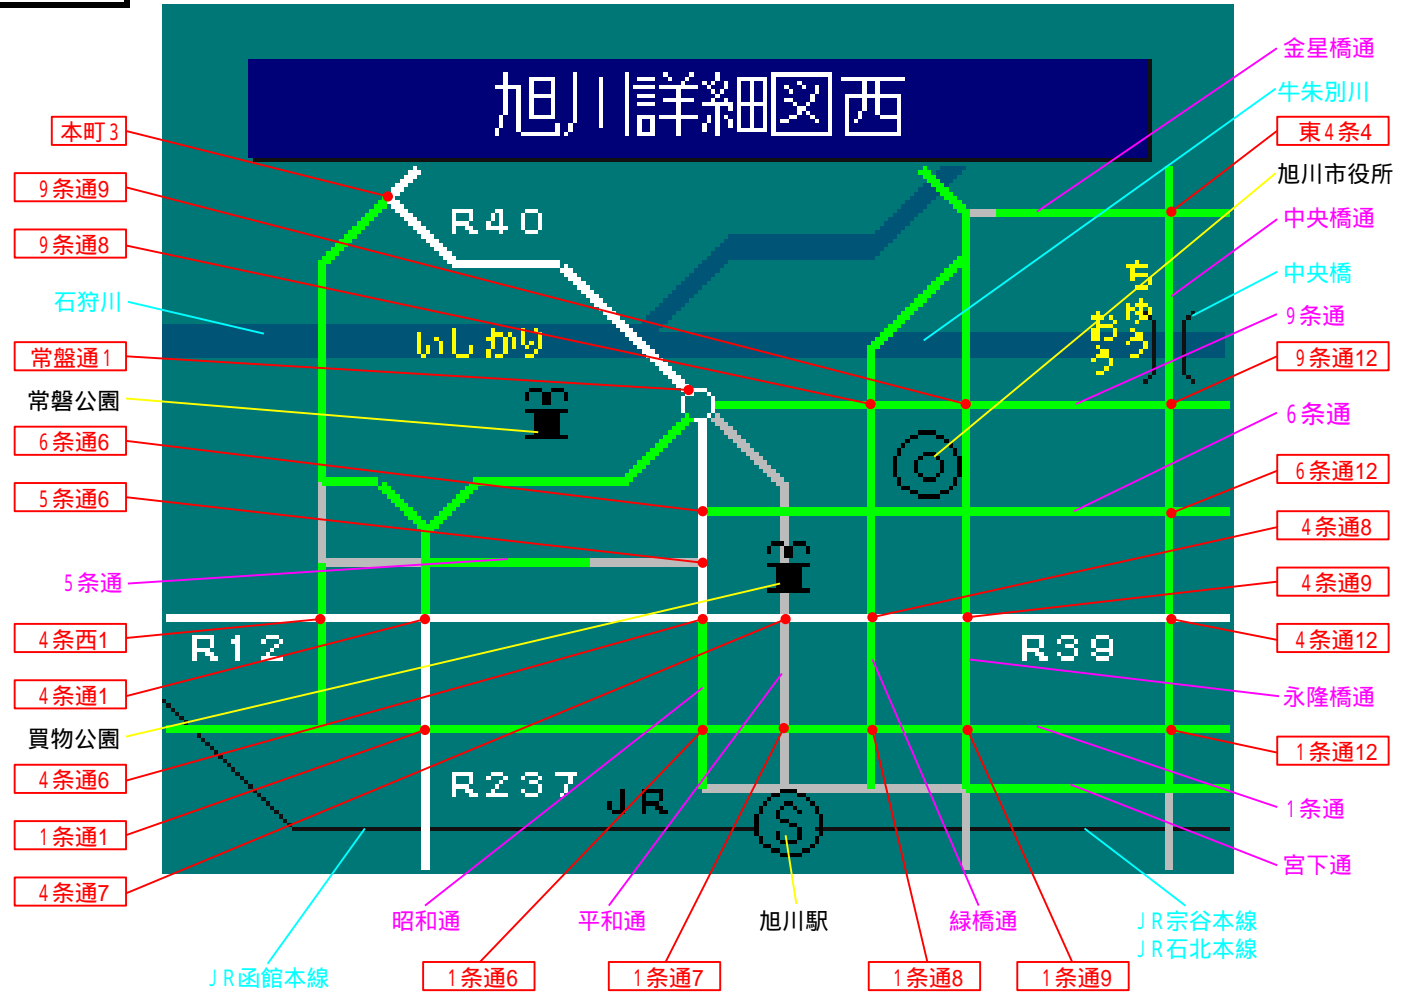 旭川詳細図西
金星橋通
牛朱別川
本町3
東4条4
旭川市役所
9条通9
R40
中央橋通
9条通8
ちゅう
おう
中央橋
石狩川
9条通
いしかり
常盤通1
9条通12
常磐公園
6条通
6条通6
6条通12
5条通6
4条通8
5条通
4条通9
4条西1
R12
R39
4条通12
4条通1
永隆橋通
買物公園
1条通12
4条通6
R237
JR
S
1条通
1条通1
宮下通
4条通7
昭和通
平和通
旭川駅
緑橋通
JR宗谷本線
JR石北本線
JR函館本線
1条通6
1条通7
1条通8
1条通9